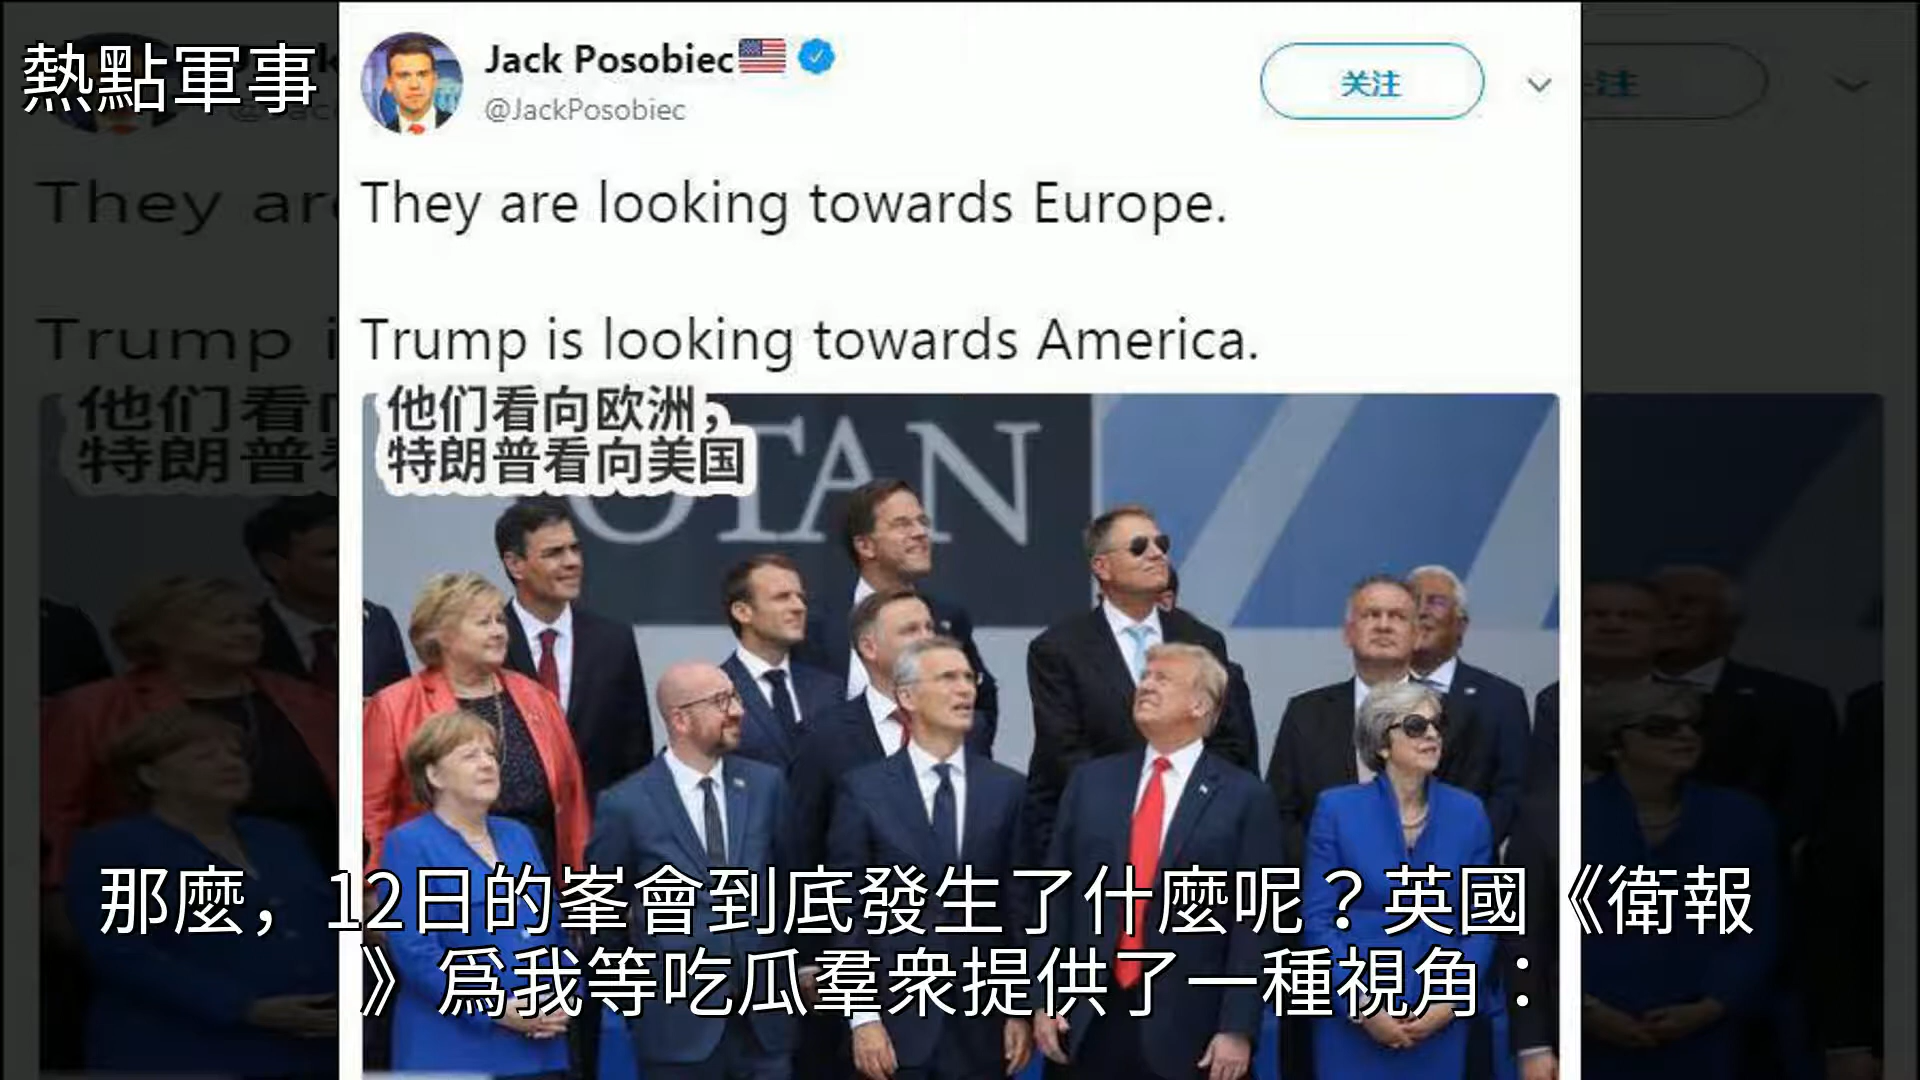 熱點軍事
Jack Posobiec
@JackPosobiec
关注
They are looking towards Europe.
Trump is looking towards America.
他们看向欧洲，
特朗普看向美国
OTAN
那麼，12日的峯會到底發生了什麼呢？英國《衛報
》爲我等吃瓜羣衆提供了一種視角：